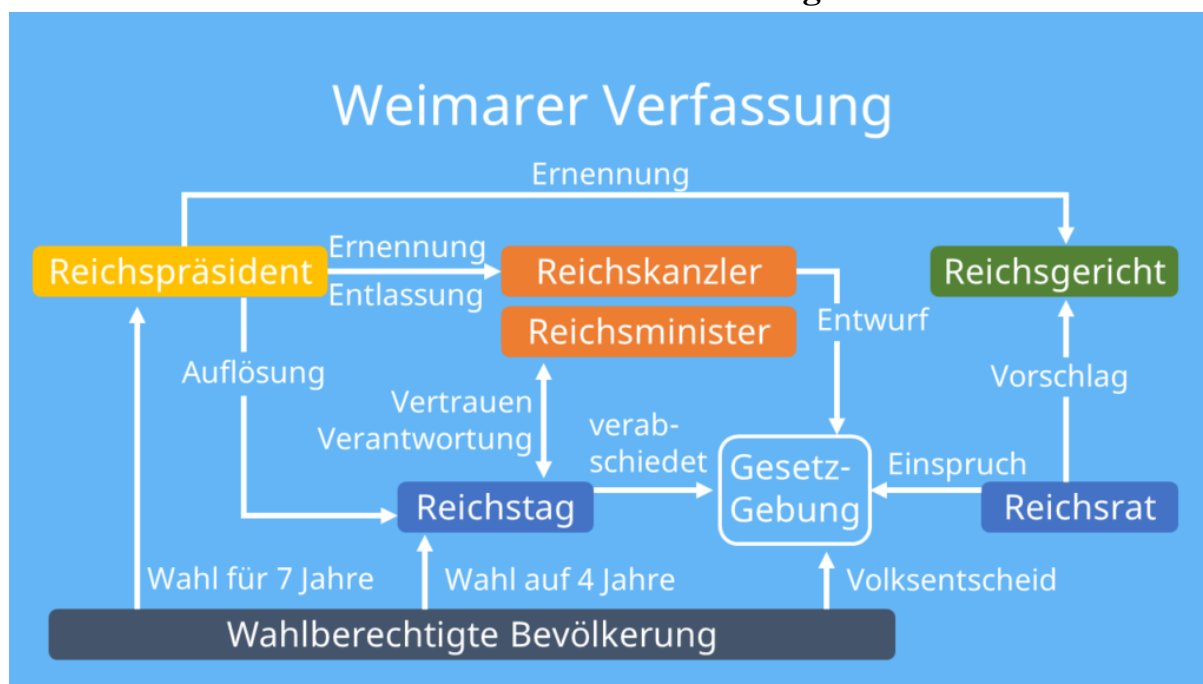 g
Weimarer Verfassung
Ernennung
Reichspräsident
Ernennung
Entlassung
Reichskanzler
Reichsminister
Reichsgericht
Entwurf
Auflösung
Vertrauen
Verantwortung
verab-
schiedet
Vorschlag
Gesetz-
Gebung
Einspruch
Reichstag
Reichsrat
Wahl für 7 Jahre
Wahl auf 4 Jahre
Volksentscheid
Wahlberechtigte Bevölkerung